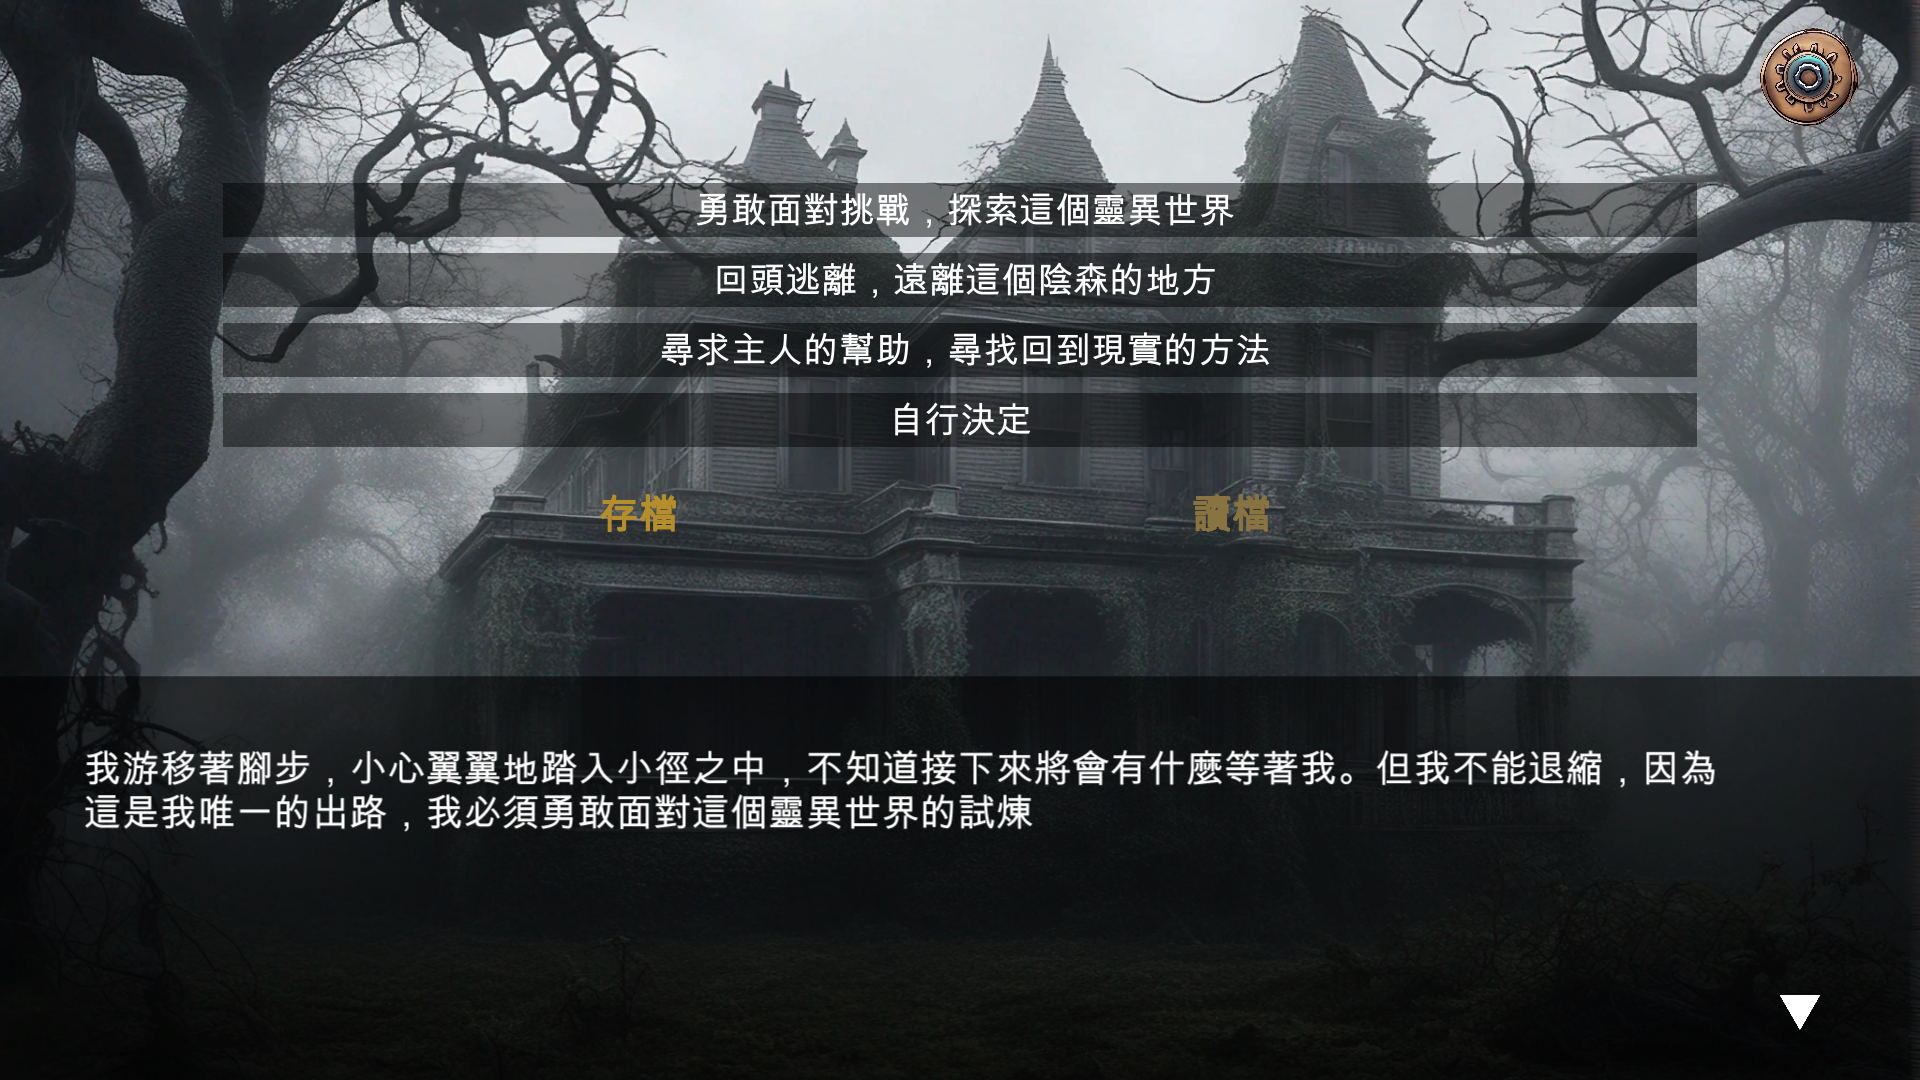 勇敢面對挑戰，探索這個靈異世界
回頭逃離，遠離這個陰森的地方
尋求主人的幫助，尋找回到現實的方法
自行決定
存檔
讀檔
我游移著腳步，小心翼翼地踏入小徑之中，不知道接下來將會有什麼等著我。但我不能退縮，因為
這是我唯一的出路，我必須勇敢面對這個靈異世界的試煉